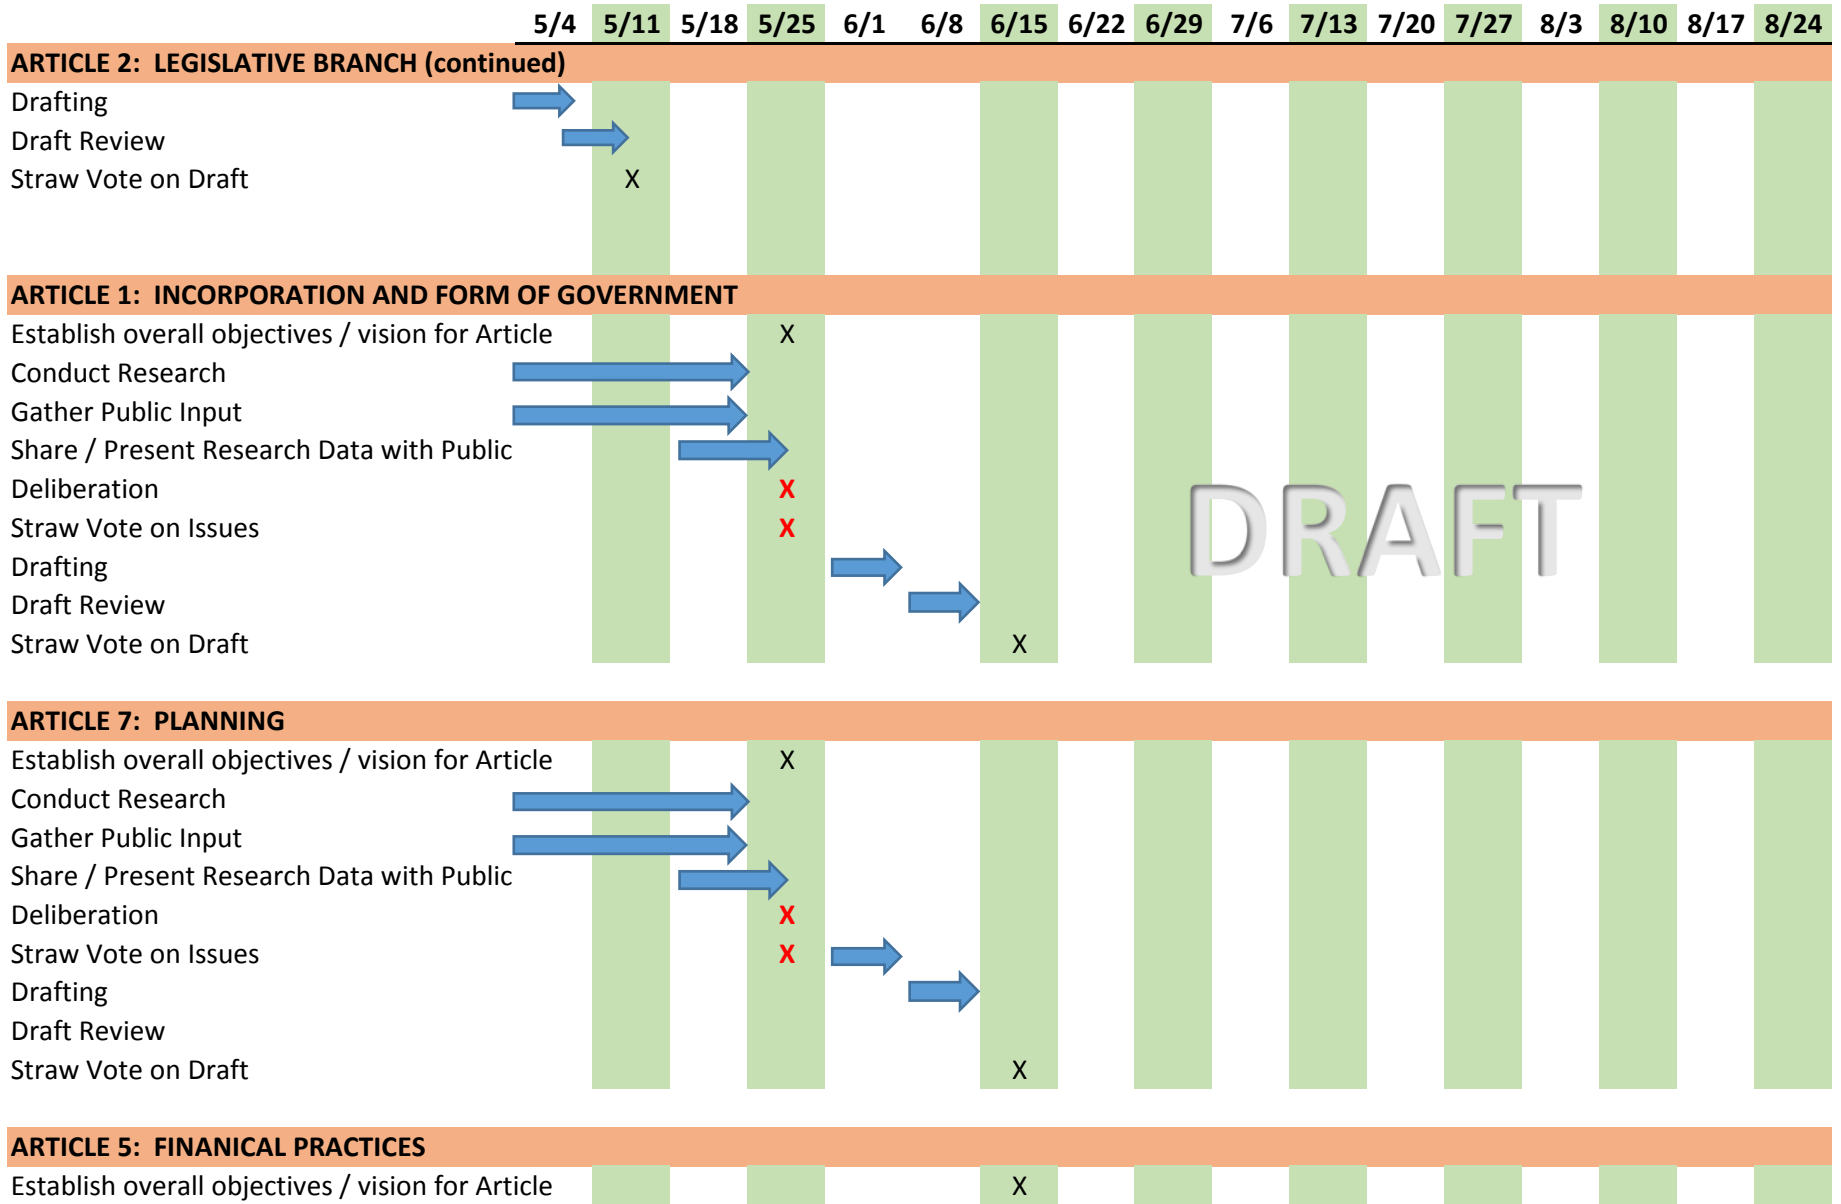 5/4 5/11 5/18 5/25 6/1 6/8 6/15 6/22 6/29 7/6 7/13 7/20 7/27 8/3 8/10 8/17 8/24
ARTICLE 2: LEGISLATIVE BRANCH (continued)
Drafting
Draft Review
Straw Vote on Draft X
ARTICLE 1: INCORPORATION AND FORM OF GOVERNMENT
Establish overall objectives / vision for Article X
Conduct Research
Gather Public Input
Share / Present Research Data with Public
Deliberation X
Straw Vote on Issues X
DRAFT
Drafting
Draft Review
Straw Vote on Draft X
ARTICLE 7: PLANNING
Establish overall objectives / vision for Article X
Conduct Research
Gather Public Input
Share / Present Research Data with Public
Deliberation X
Straw Vote on Issues X
Drafting
Draft Review
Straw Vote on Draft X
ARTICLE 5: FINANICAL PRACTICES
Establish overall objectives / vision for Article X